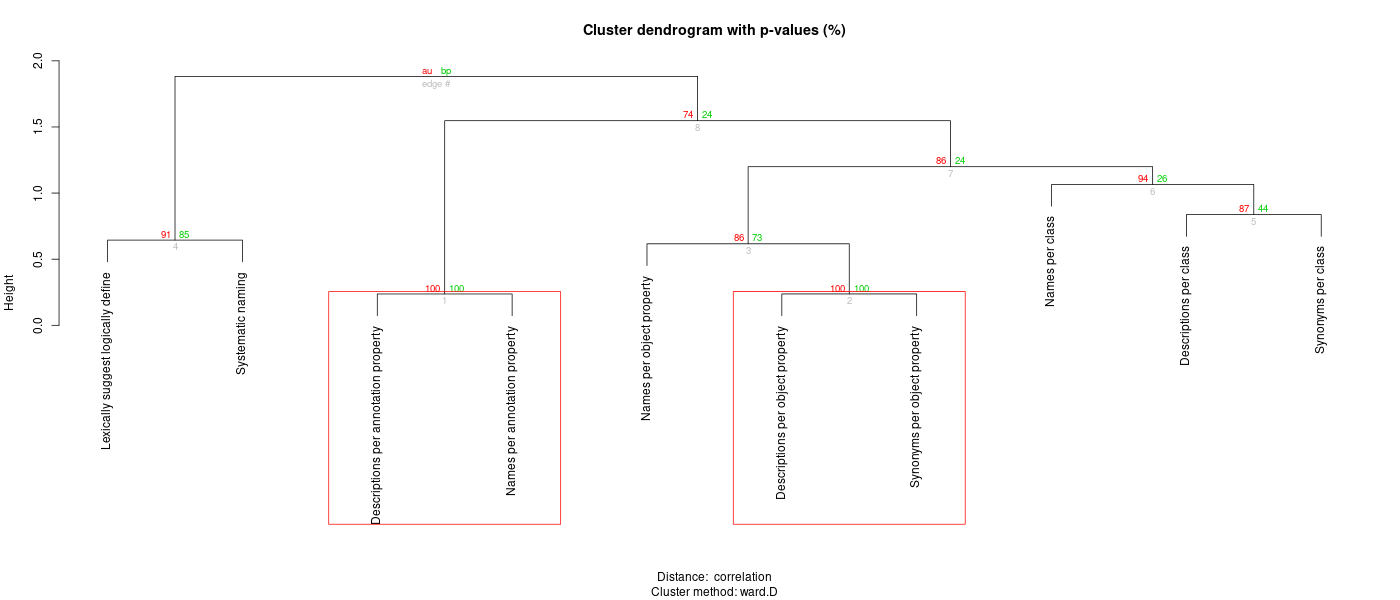 Cluster dendrogram with p-values (%)
Height
2.0
1.5
1.0
0.5
0.0
au bp
edge #
74 24
8
86 24
7
94 26
6
87 44
5
91 85
4
86 73
3
100 100
1
100 100
2
Lexically suggest logically define
Systematic naming
Descriptions per annotation property
Names per annotation property
Names per object property
Descriptions per object property
Synonyms per object property
Names per class
Descriptions per class
Synonyms per class
Distance: correlation
Cluster method: ward.D